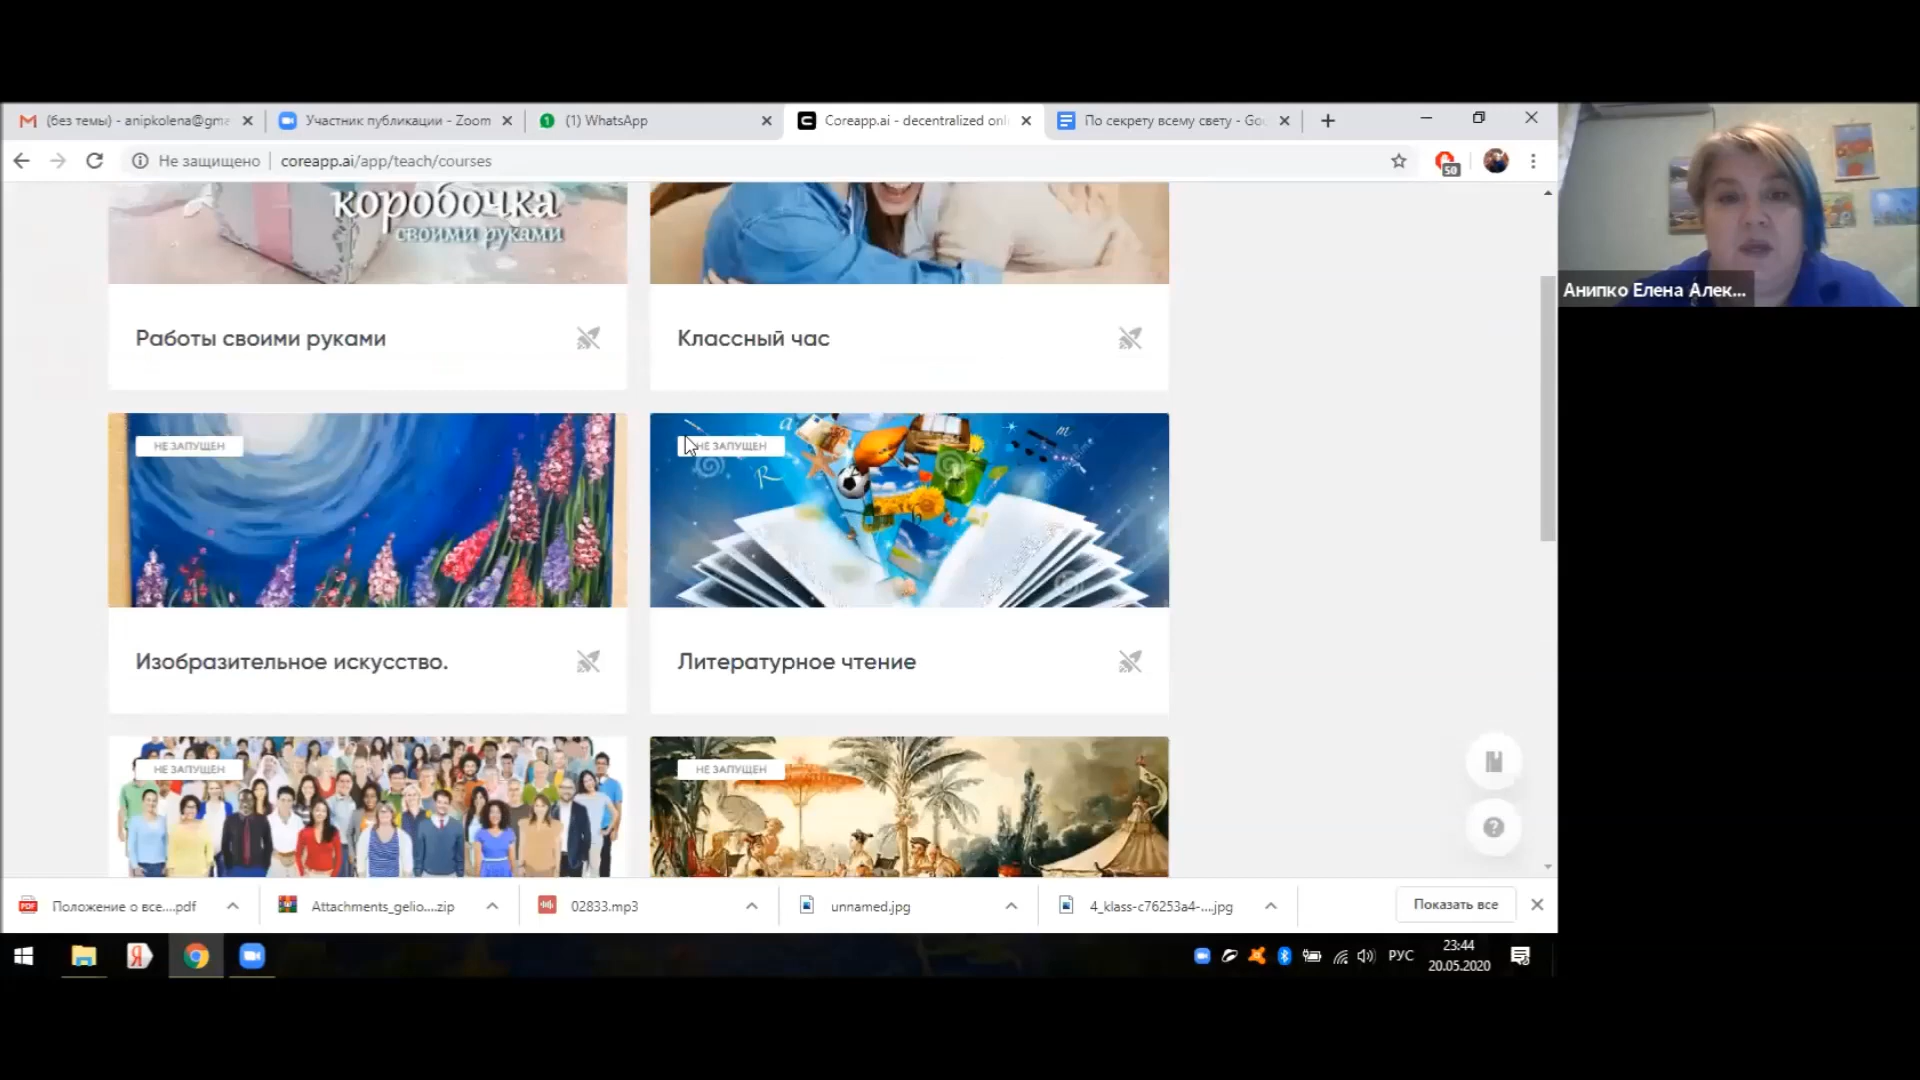 (без темы) - anipkolena@gma
Участник публикации - Zoom
1
(1) WhatsApp
Coreapp.ai - decentralized onl
По секрету всему свету - Go
Не защищено
coreapp.ai/app/teach/courses
50
коробочка
своими руками
Работы своими руками
Классный час
НЕ ЗАПУЩЕН
НЕ ЗАПУЩЕН
Изобразительное искусство.
Литературное чтение
НЕ ЗАПУЩЕН
НЕ ЗАПУЩЕН
Анипко Елена Алек...
Положение о все....pdf
Attachments_gelio....zip
02833.mp3
unnamed.jpg
4_klass-c76253a4-....jpg
Показать все
РУС
23:44
20.05.2020